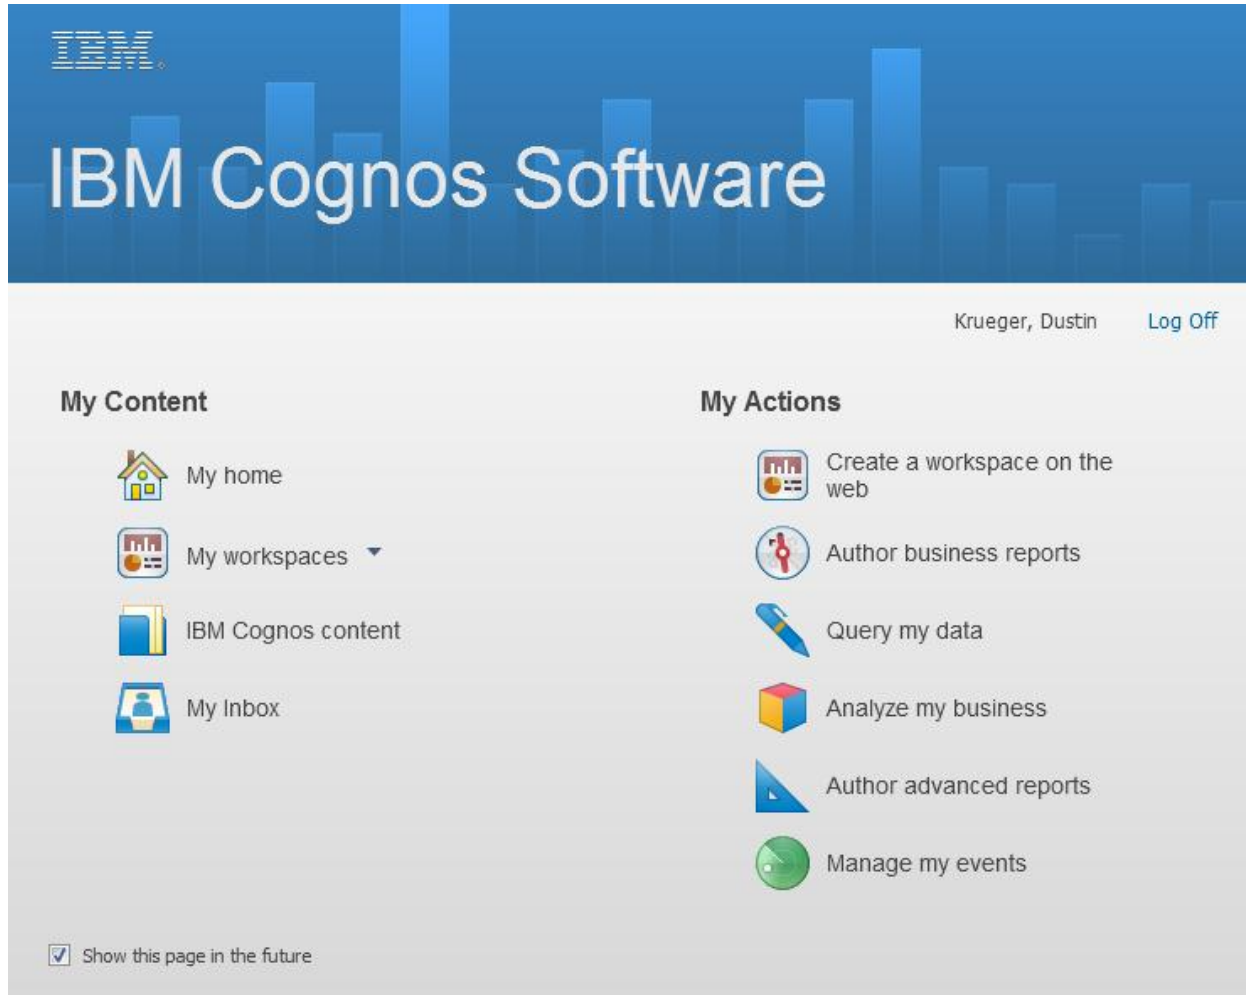 IBM
IBM Cognos Software
Krueger, Dustin
Log Off
My Content
My home
My workspaces
IBM Cognos content
My Inbox
My Actions
Create a workspace on the
web
Author business reports
Query my data
Analyze my business
Author advanced reports
Manage my events
Show this page in the future